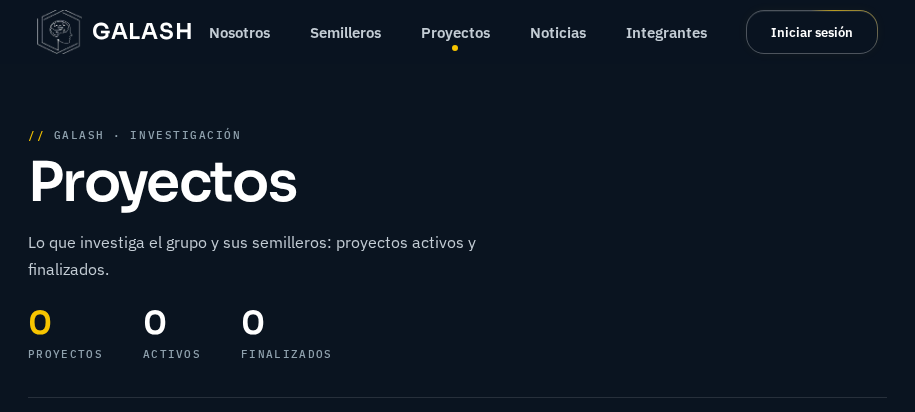 GALASH Nosotros Semilleros Proyectos Noticias Integrantes Iniciar sesión
// GALASH · INVESTIGACIÓN
Proyectos
Lo que investiga el grupo y sus semilleros: proyectos activos y
finalizados.
0 0 0
PROYECTOS ACTIVOS FINALIZADOS